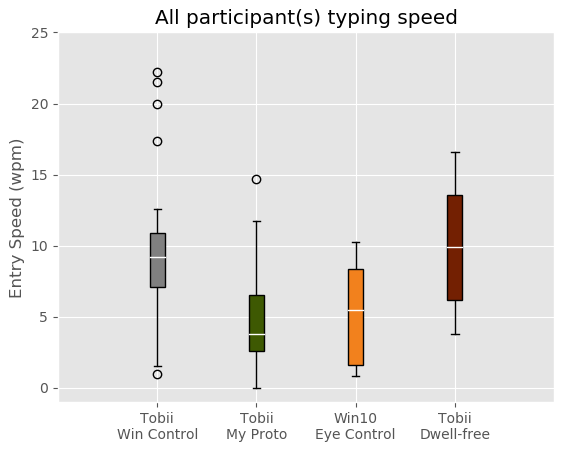 All participant(s) typing speed
Entry Speed (wpm)
25
20
15
10
5
0
Tobii
Win Control
Tobii
My Proto
Win10
Eye Control
Tobii
Dwell-free